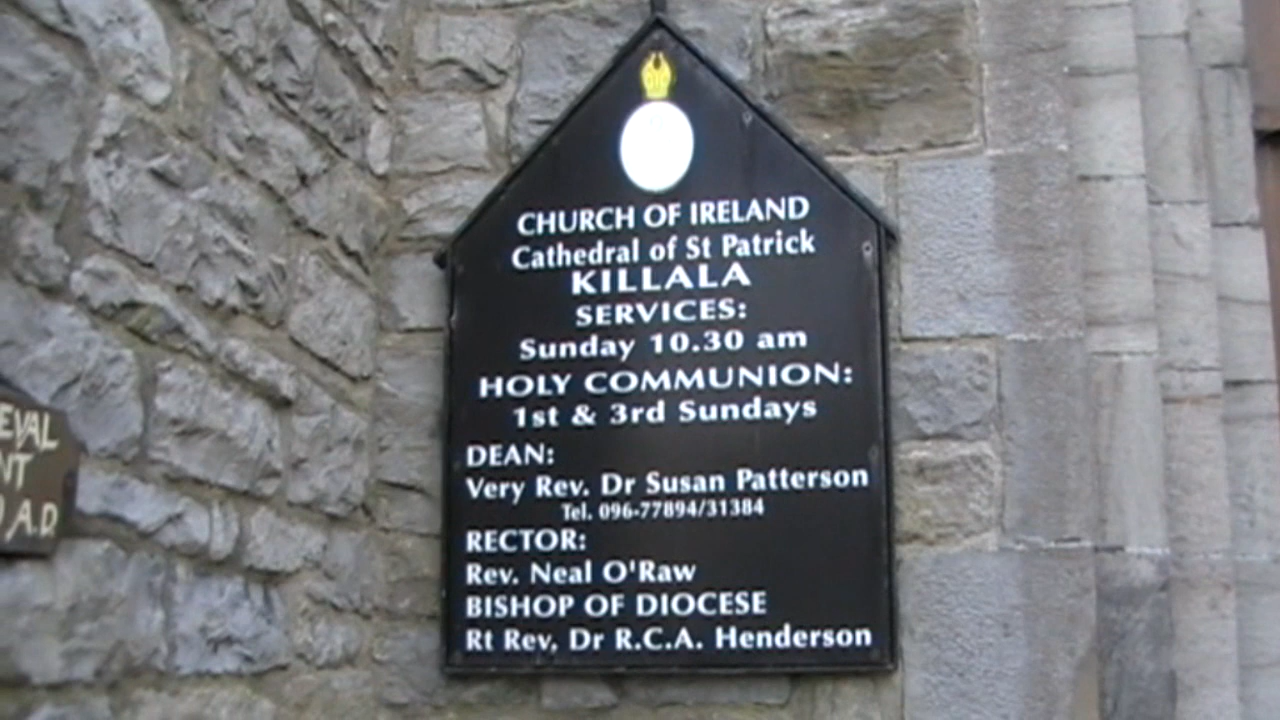 CHURCH OF IRELAND
Cathedral of St Patrick
KILLALA
SERVICES:
Sunday 10.30 am
HOLY COMMUNION:
1st & 3rd Sundays
DEAN:
Very Rev. Dr Susan Patterson
Tel. 096-77894/31384
RECTOR:
Rev. Neal O'Raw
BISHOP OF DIOCESE
Rt Rev, Dr R.C.A. Henderson
EVAL
NT
A.D.